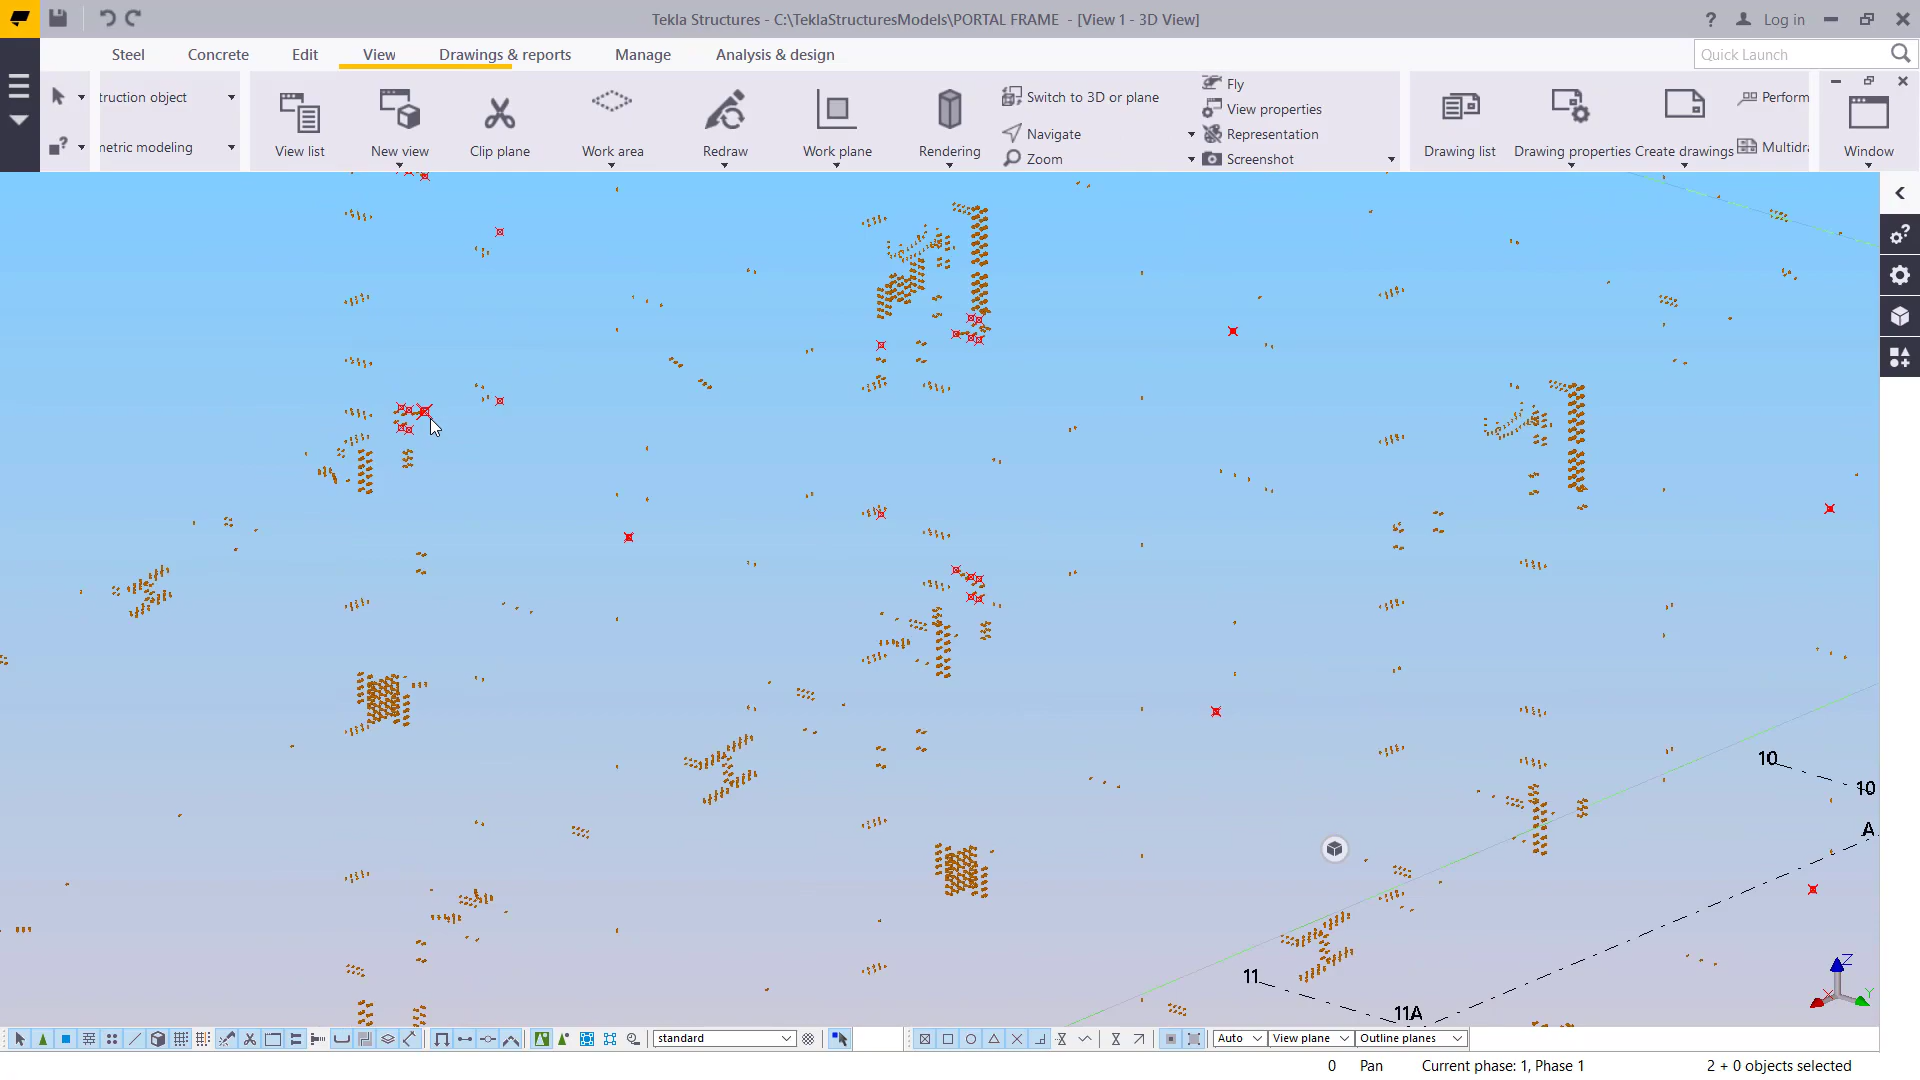 Tekla Structures - C:\TeklaStructuresModels\PORTAL FRAME - [View 1 - 3D View]
? Log in
Steel Concrete Edit View Drawings & reports Manage Analysis & design
Quick Launch
truction object
metric modeling
View list
New view
Clip plane
Work area
Redraw
Work plane
Rendering
Switch to 3D or plane
Navigate
Zoom
Fly
View properties
Representation
Screenshot
Drawing list
Drawing properties
Create drawings
Perform
Multidra
Window
10
10
A
11
11A
Z
X
Y
standard
Auto
View plane
Outline planes
0 Pan Current phase: 1, Phase 1 2 + 0 objects selected